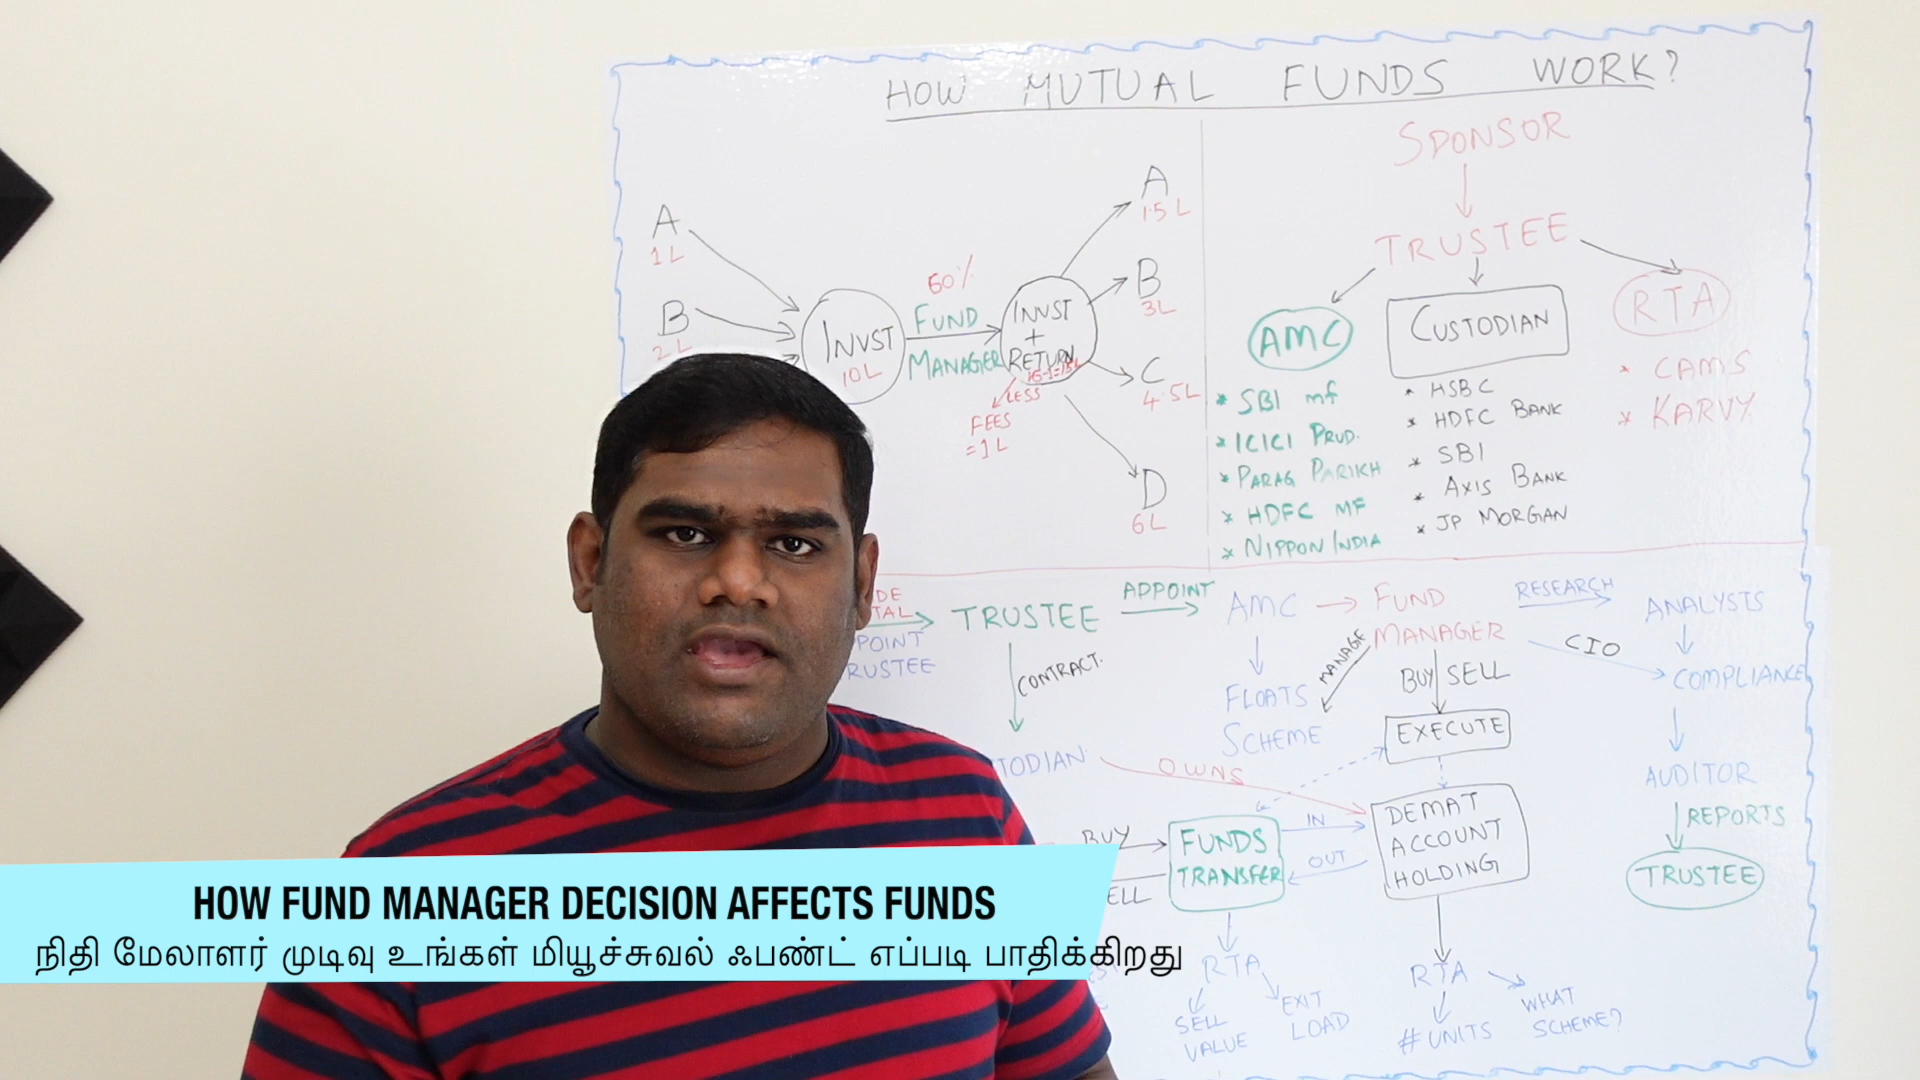 HOW MUTUAL FUNDS WORK?
A
1L
B
2L
INVST
10L
60%
FUND
MANAGER
INVST
+
RETURN
LESS
FEES
=1L
A
1.5L
B
3L
C
4.5L
D
6L
SPONSOR
TRUSTEE
AMC
* SBI mf
* ICICI PRUD.
* PARAG PARIKH
* HDFC MF
* NIPPON INDIA
CUSTODIAN
* HSBC
* HDFC BANK
* SBI
* AXIS BANK
* JP MORGAN
RTA
* CAMS
* KARVY
TRUSTEE
APPOINT
AMC
FUND
MANAGER
RESEARCH
ANALYSTS
CONTRACT.
MANAGE
CIO
COMPLIANCE
FLOATS
SCHEME
BUY SELL
EXECUTE
AUDITOR
REPORTS
TRUSTEE
OWNS
BUY
FUNDS
TRANSFER
IN
OUT
DEMAT
ACCOUNT
HOLDING
RTA
SELL
VALUE
EXIT
LOAD
RTA
# UNITS
WHAT
SCHEME?
HOW FUND MANAGER DECISION AFFECTS FUNDS
நிதி மேலாளர் முடிவு உங்கள் மியூச்சுவல் ஃபண்ட் எப்படி பாதிக்கிறது